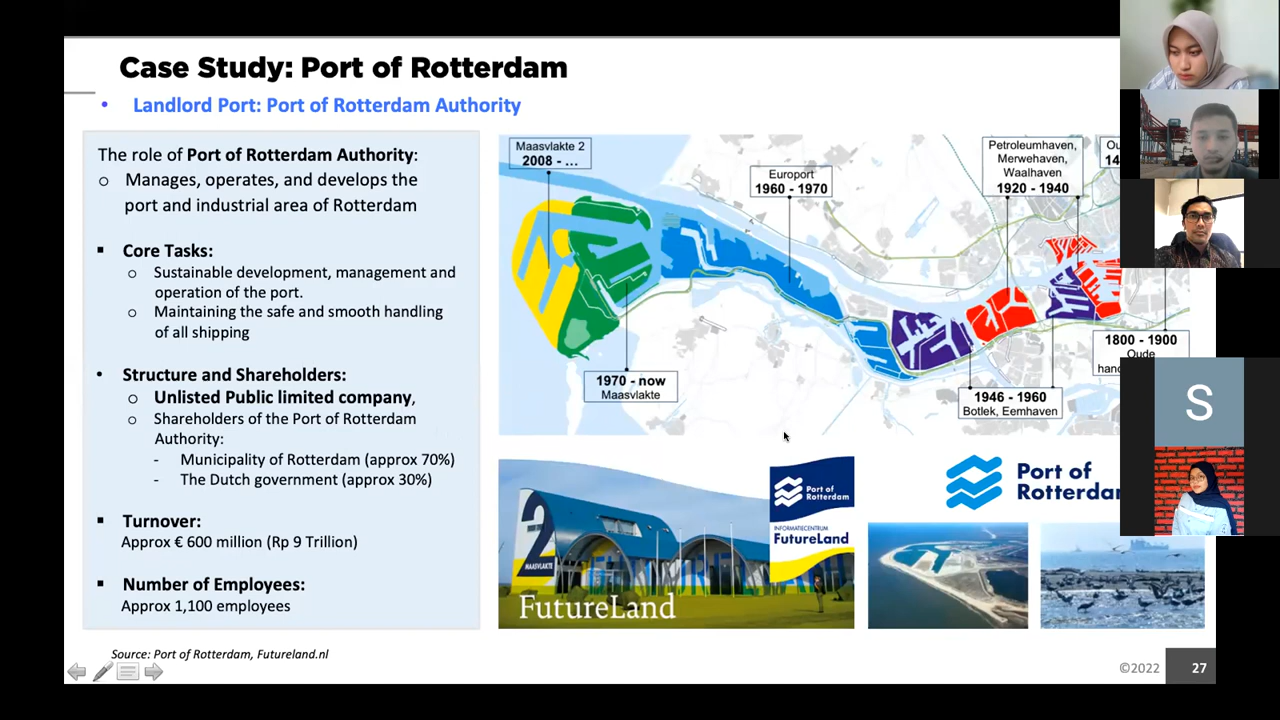 Case Study: Port of Rotterdam
• Landlord Port: Port of Rotterdam Authority
The role of Port of Rotterdam Authority:
o Manages, operates, and develops the
port and industrial area of Rotterdam
▪ Core Tasks:
o Sustainable development, management and
operation of the port.
o Maintaining the safe and smooth handling
of all shipping
• Structure and Shareholders:
o Unlisted Public limited company,
o Shareholders of the Port of Rotterdam
Authority:
- Municipality of Rotterdam (approx 70%)
- The Dutch government (approx 30%)
▪ Turnover:
Approx € 600 million (Rp 9 Trillion)
▪ Number of Employees:
Approx 1,100 employees
Source: Port of Rotterdam, Futureland.nl
Maasvlakte 2
2008 - ...
Europort
1960 - 1970
Petroleumhaven,
Merwehaven,
Waalhaven
1920 - 1940
Ou
14
1970 - now
Maasvlakte
1946 - 1960
Botlek, Eemhaven
1800 - 1900
Oude
han
2
MAASVLAKTE
FutureLand
Port of
Rotterdam
INFORMATIECENTRUM
FutureLand
Port of
Rotterdam
S
©2022
27